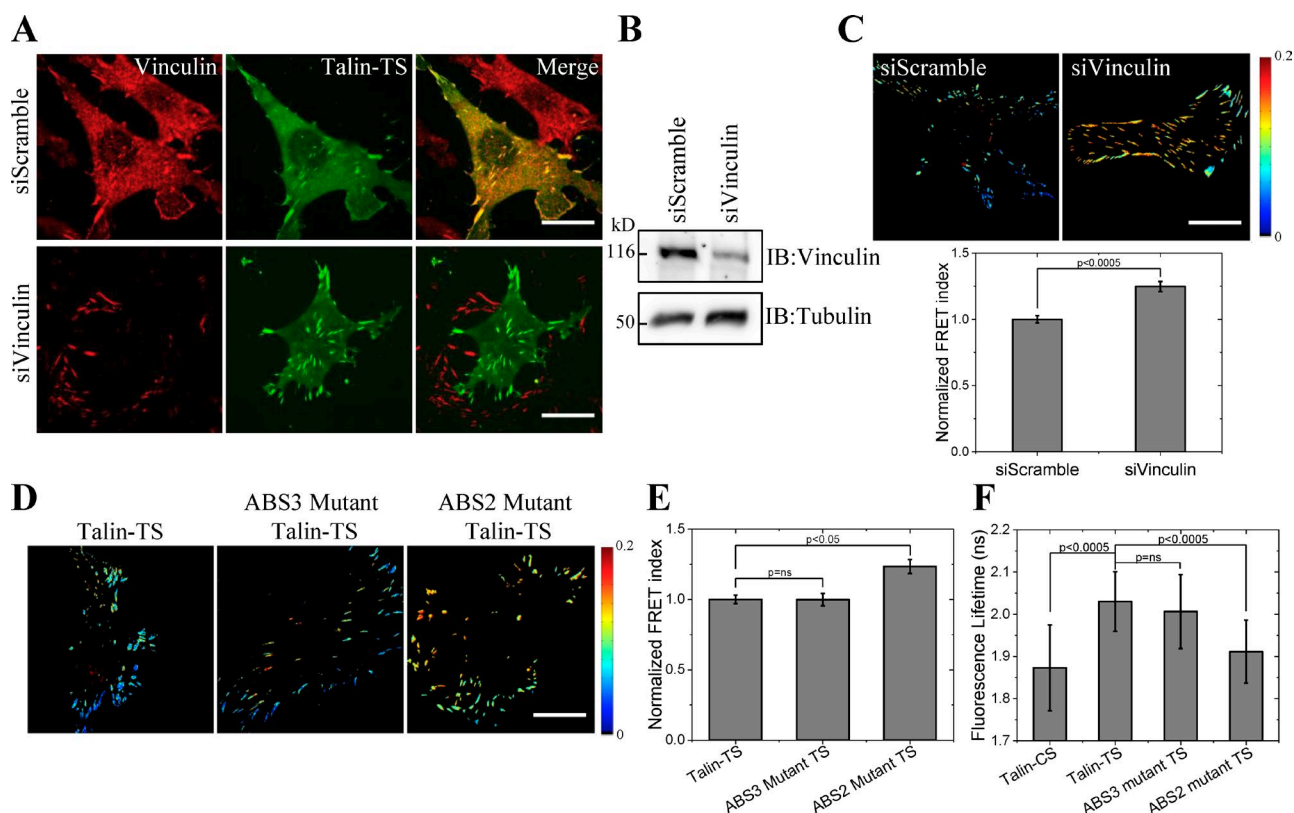 A
Vinculin
Talin-TS
Merge
siScramble
siVinculin
B
siScramble
siVinculin
kD
116
IB:Vinculin
50
IB:Tubulin
C
siScramble
siVinculin
0.2
0
Normalized FRET index
1.5
1.0
0.5
0.0
p<0.0005
siScramble
siVinculin
D
Talin-TS
ABS3 Mutant
Talin-TS
ABS2 Mutant
Talin-TS
0.2
0
E
Normalized FRET index
1.5
1.0
0.5
0.0
p<0.05
p=ns
Talin-TS
ABS3 Mutant TS
ABS2 Mutant TS
F
Fluorescence Lifetime (ns)
2.2
2.1
2.0
1.9
1.8
1.7
p<0.0005
p<0.0005
p=ns
Talin-CS
Talin-TS
ABS3 mutant TS
ABS2 mutant TS